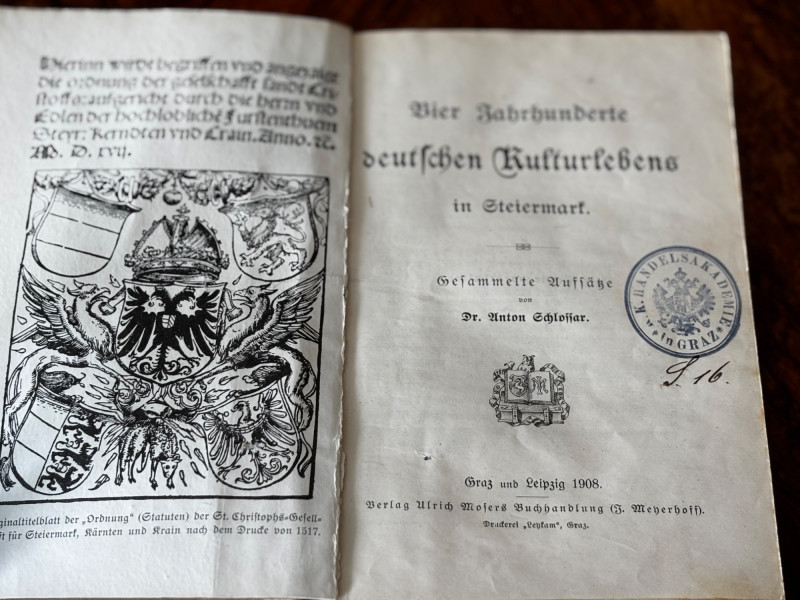 Hierinn wirdt begriffen vnd angezaigt
die ordnung der geselschafft sandt Cri-
stoffs: aufgericht durch die herrn vnd
Edlen der hochlobliche Furstenthuem
Steyr: Kerndten vnd Crain. Anno. ꝛc.
M. D. xvij.
ginaltitelblatt der „Ordnung“ (Statuten) der St. Christophs-Gesell-
ft für Steiermark, Kärnten und Krain nach dem Drucke von 1517.
Vier Jahrhunderte
deutschen Kulturlebens
in Steiermark.
Gesammelte Aufsätze
von
Dr. Anton Schlossar.
K. HANDELSAKADEMIE
in GRAZ
S. 16.
Graz und Leipzig 1908.
Verlag Ulrich Mosers Buchhandlung (J. Meyerhoff).
Druckerei „Leykam“, Graz.